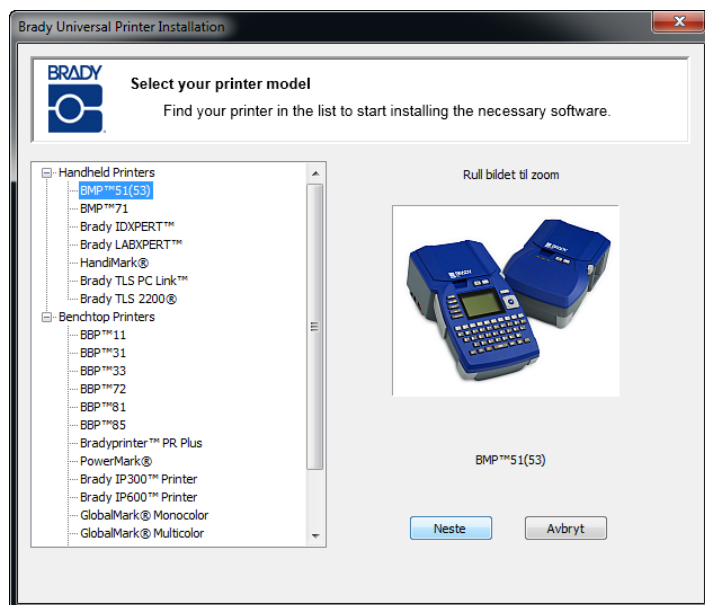 Brady Universal Printer Installation
BRADY
Select your printer model
Find your printer in the list to start installing the necessary software.
Handheld Printers
BMP™51(53)
BMP™71
Brady IDXPERT™
Brady LABXPERT™
HandiMark®
Brady TLS PC Link™
Brady TLS 2200®
Benchtop Printers
BBP™11
BBP™31
BBP™33
BBP™72
BBP™81
BBP™85
Bradyprinter™ PR Plus
PowerMark®
Brady IP300™ Printer
Brady IP600™ Printer
GlobalMark® Monocolor
GlobalMark® Multicolor
Rull bildet til zoom
BMP™51(53)
Neste
Avbryt